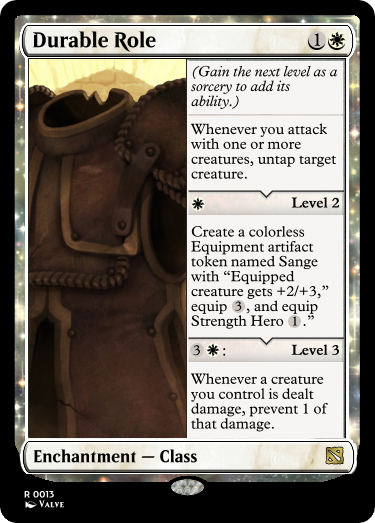 Durable Role 1
(Gain the next level as a
sorcery to add its
ability.)
Whenever you attack
with one or more
creatures, untap target
creature.
Level 2
Create a colorless
Equipment artifact
token named Sange
with “Equipped
creature gets +2/+3,”
equip 3, and equip
Strength Hero 1.”
3 : Level 3
Whenever a creature
you control is dealt
damage, prevent 1 of
that damage.
Enchantment — Class
R 0013
Valve